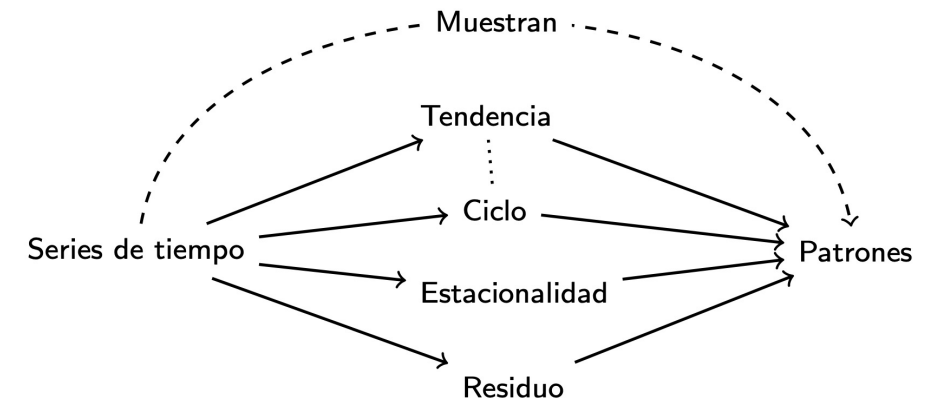 Muestran
Tendencia
Ciclo
Series de tiempo
Patrones
Estacionalidad
Residuo